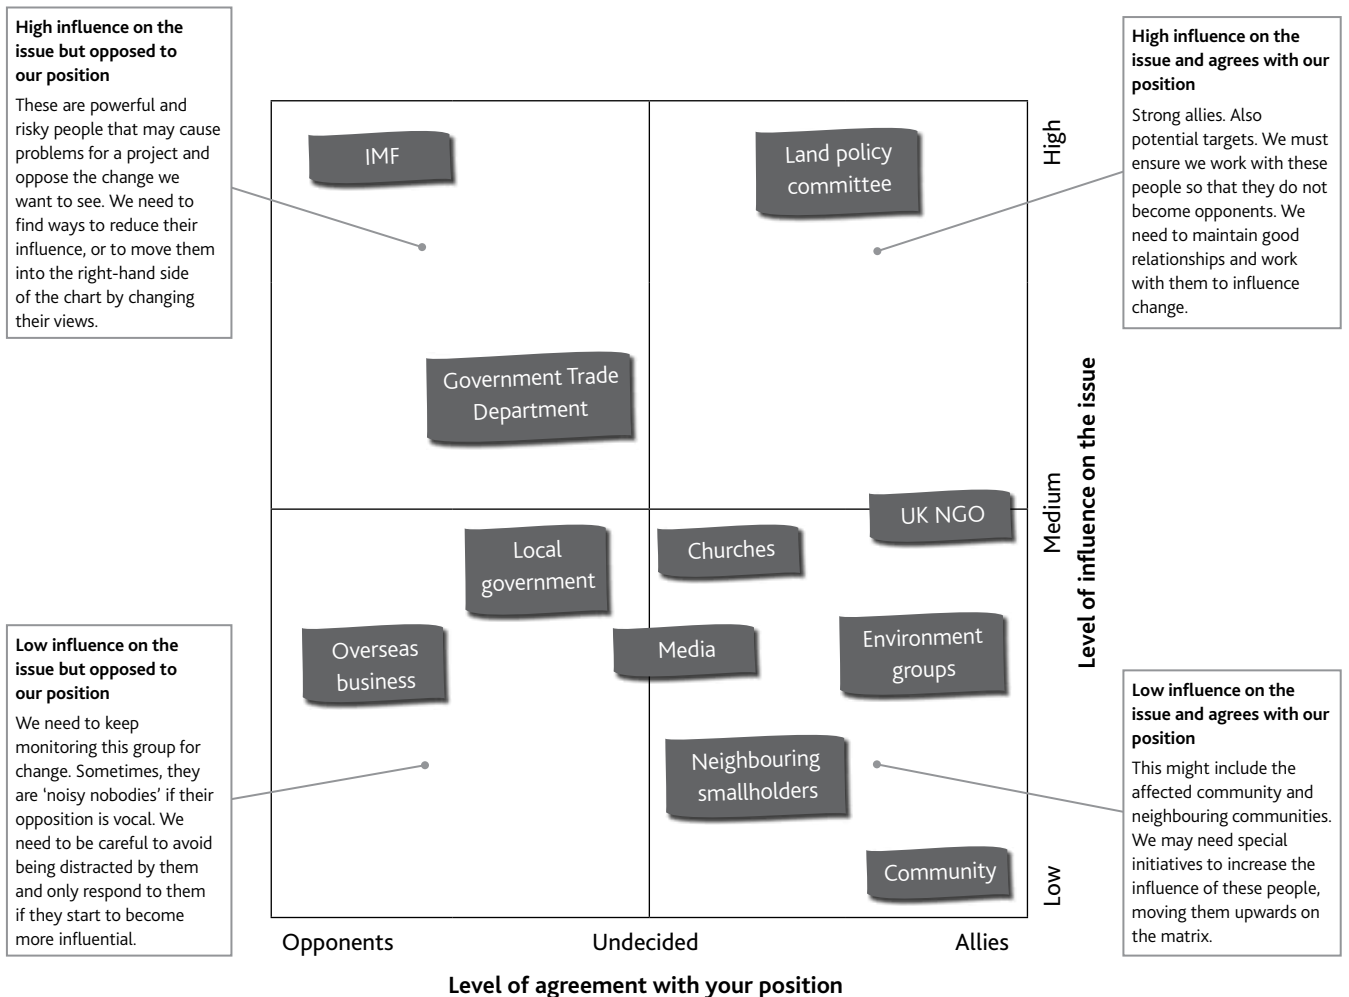 High influence on the
issue but opposed to
our position
These are powerful and
risky people that may cause
problems for a project and
oppose the change we
want to see. We need to
find ways to reduce their
influence, or to move them
into the right-hand side
of the chart by changing
their views.
High influence on the
issue and agrees with our
position
Strong allies. Also
potential targets. We must
ensure we work with these
people so that they do not
become opponents. We
need to maintain good
relationships and work
with them to influence
change.
IMF
Land policy
committee
Government Trade
Department
UK NGO
Local
government
Churches
Overseas
business
Media
Environment
groups
Neighbouring
smallholders
Community
High
Medium
Low
Level of influence on the issue
Low influence on the
issue but opposed to
our position
We need to keep
monitoring this group for
change. Sometimes, they
are ‘noisy nobodies’ if their
opposition is vocal. We
need to be careful to avoid
being distracted by them
and only respond to them
if they start to become
more influential.
Low influence on the
issue and agrees with our
position
This might include the
affected community and
neighbouring communities.
We may need special
initiatives to increase the
influence of these people,
moving them upwards on
the matrix.
Opponents
Undecided
Allies
Level of agreement with your position